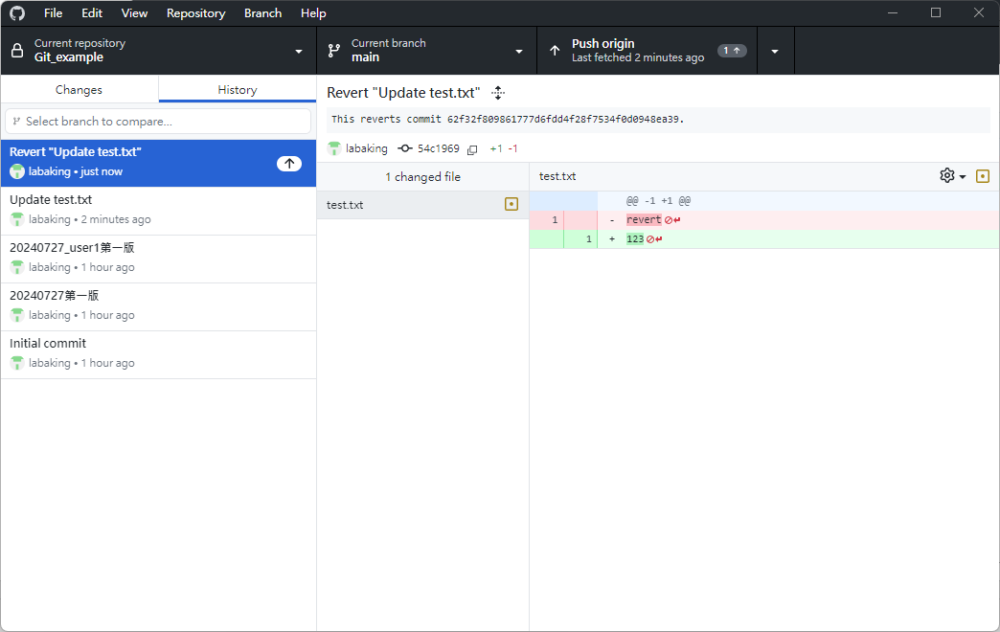 File Edit View Repository Branch Help
Current repository
Git_example
Current branch
main
Push origin
Last fetched 2 minutes ago
1
Changes
History
Select branch to compare...
Revert "Update test.txt"
labaking • just now
Update test.txt
labaking • 2 minutes ago
20240727_user1第一版
labaking • 1 hour ago
20240727第一版
labaking • 1 hour ago
Initial commit
labaking • 1 hour ago
Revert "Update test.txt"
This reverts commit 62f32f809861777d6fdd4f28f7534f0d0948ea39.
labaking 54c1969 +1 -1
1 changed file
test.txt
test.txt
@@ -1 +1 @@
1 - revert
1 + 123